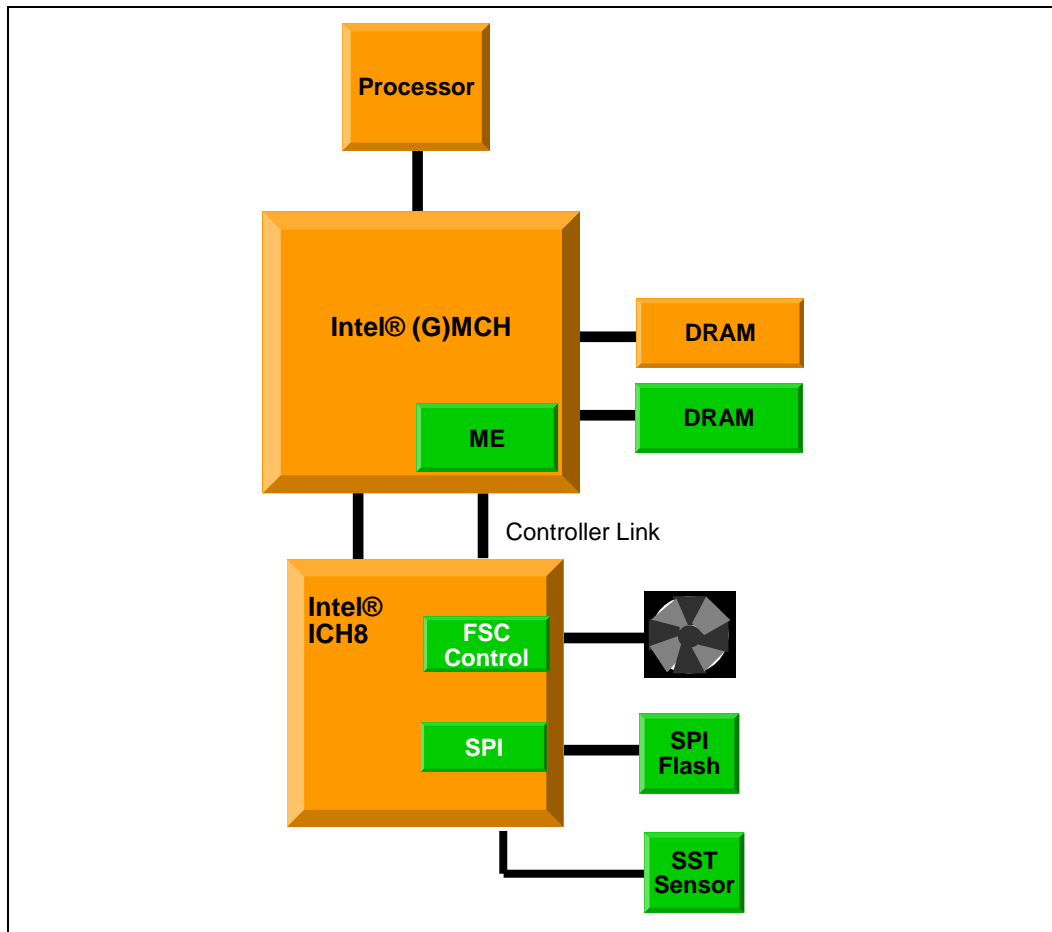 Processor
Intel® (G)MCH
DRAM
DRAM
ME
Controller Link
Intel®
ICH8
FSC
Control
SPI
SPI
Flash
SST
Sensor